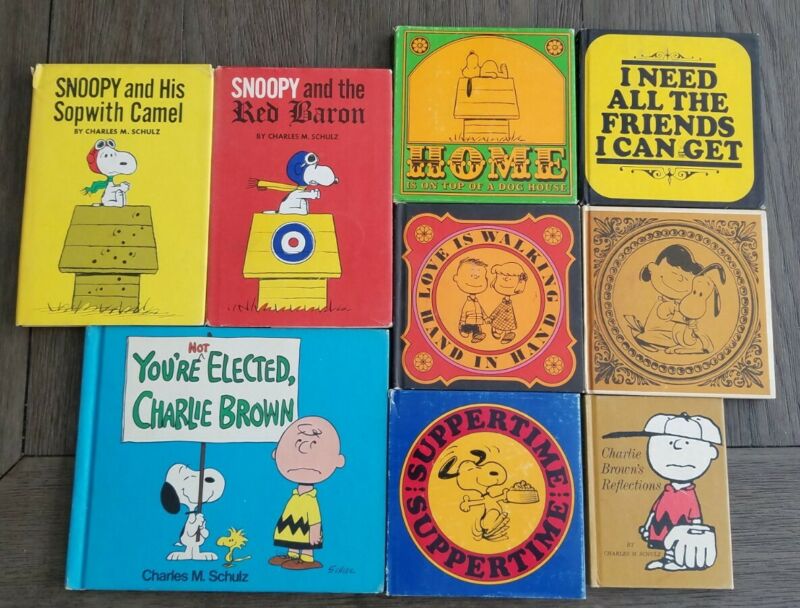 SNOOPY and His
Sopwith Camel
BY CHARLES M. SCHULZ
SNOOPY and the
Red Baron
BY CHARLES M. SCHULZ
HOME
IS ON TOP OF A DOG HOUSE
I NEED
ALL THE
FRIENDS
I CAN GET
LOVE IS WALKING
HAND IN HAND
NOT
YOU'RE ELECTED,
CHARLIE BROWN
Charles M. Schulz
SCHULZ
SUPPERTIME!
SUPPERTIME!
Charlie
Brown's
Reflections
BY
CHARLES M. SCHULZ